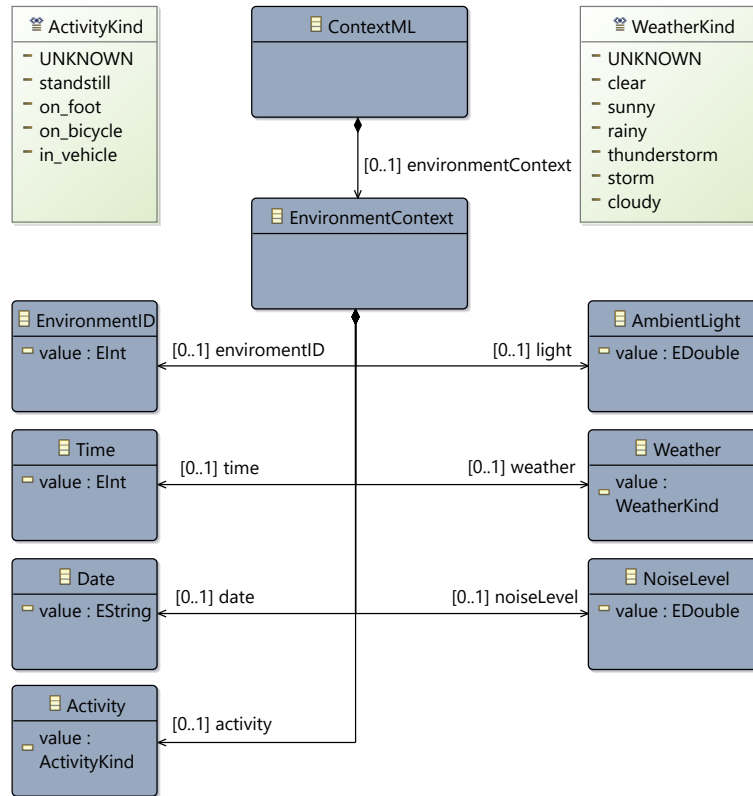 ActivityKind
UNKNOWN
standstill
on_foot
on_bicycle
in_vehicle
ContextML
WeatherKind
UNKNOWN
clear
sunny
rainy
thunderstorm
storm
cloudy
[0..1] environmentContext
EnvironmentContext
EnvironmentID
value : EInt
[0..1] enviromentID
[0..1] light
AmbientLight
value : EDouble
Time
value : EInt
[0..1] time
[0..1] weather
Weather
value :
WeatherKind
Date
value : EString
[0..1] date
[0..1] noiseLevel
NoiseLevel
value : EDouble
Activity
value :
ActivityKind
[0..1] activity